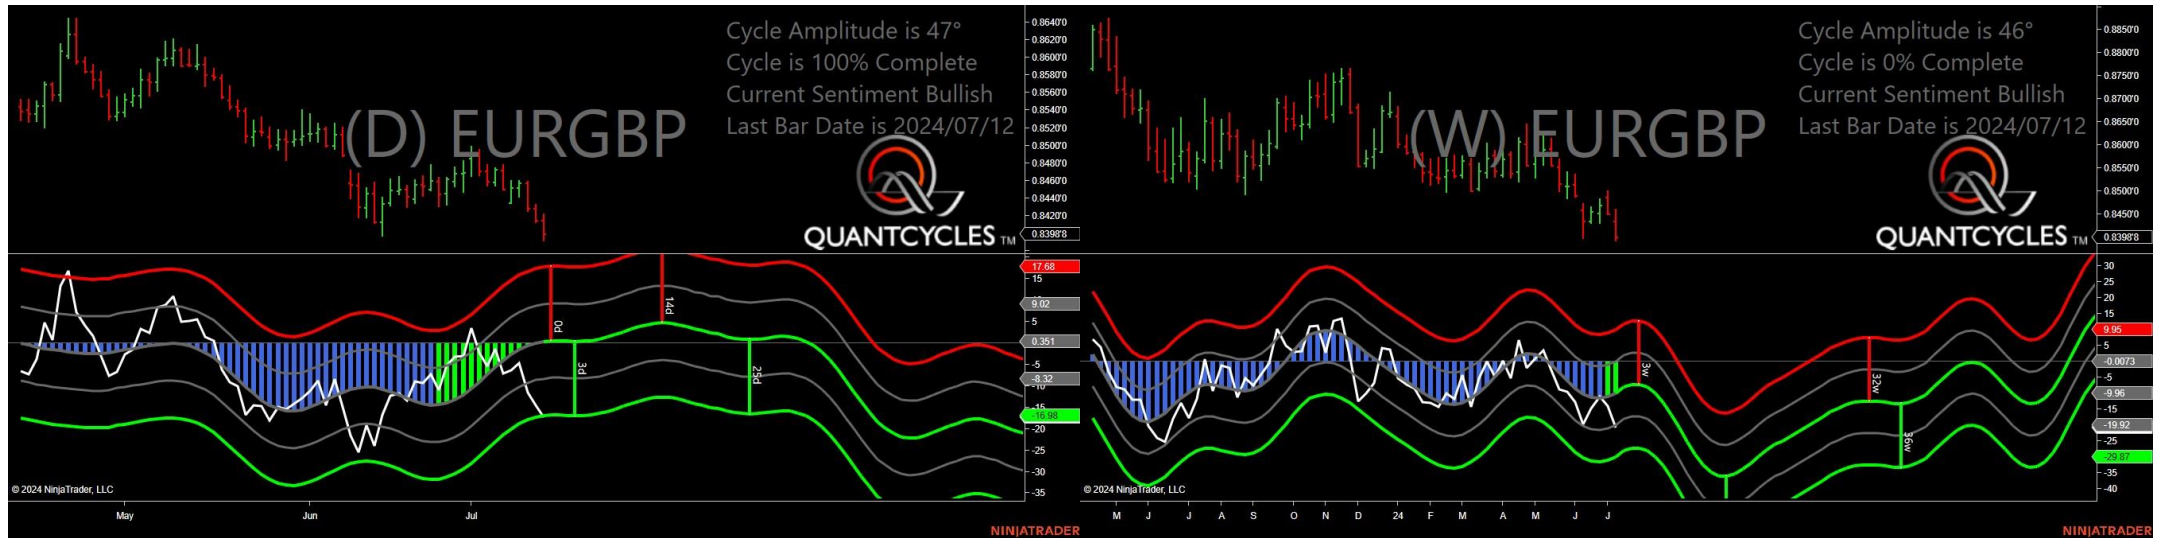 Cycle Amplitude is 47°
Cycle is 100% Complete
Current Sentiment Bullish
Last Bar Date is 2024/07/12
(D) EURGBP
QUANTCYCLES TM
0.8640'0
0.8620'0
0.8600'0
0.8580'0
0.8560'0
0.8540'0
0.8520'0
0.8500'0
0.8480'0
0.8460'0
0.8440'0
0.8420'0
0.8398'8
17.68
15
9.02
5
0.351
-5
-8.32
-10
-15
-16.98
-20
-25
-30
-35
0d
3d
14d
25d
© 2024 NinjaTrader, LLC
May Jun Jul
NINJATRADER
Cycle Amplitude is 46°
Cycle is 0% Complete
Current Sentiment Bullish
Last Bar Date is 2024/07/12
(W) EURGBP
QUANTCYCLES TM
0.8850'0
0.8800'0
0.8750'0
0.8700'0
0.8650'0
0.8600'0
0.8550'0
0.8500'0
0.8450'0
0.8398'8
30
25
20
15
9.95
5
-0.0073
-5
-9.96
-15
-19.92
-25
-29.87
-35
-40
3w
32w
36w
© 2024 NinjaTrader, LLC
M J J A S O N D 24 F M A M J J
NINJATRADER